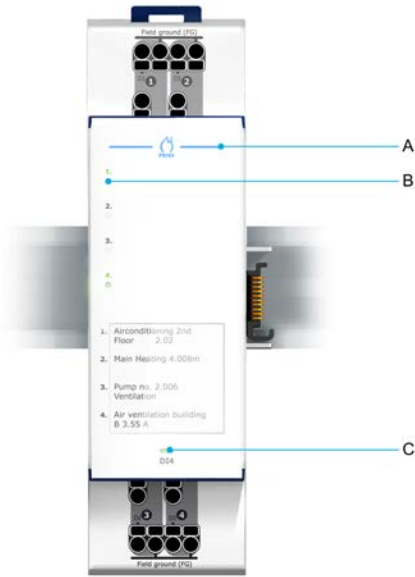 Field ground (FG)
1 2
A
1.
B
2.
3.
4.
1. Airconditioning 2nd
Floor 2.02
2. Main Heating 4.008m
3. Pump no. 2.006
Ventilation
4. Air ventilation builiding
B 3.55 A
C
DI4
3 4
Field ground (FG)